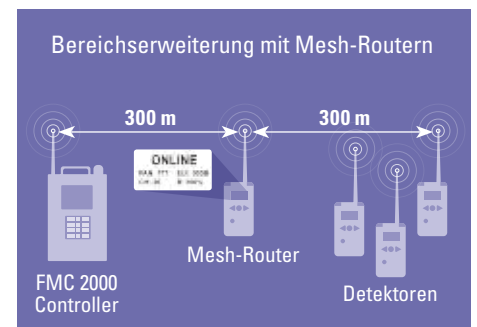 Bereichserweiterung mit Mesh-Routern
300 m
300 m
ONLINE
Mesh-Router
FMC 2000
Controller
Detektoren